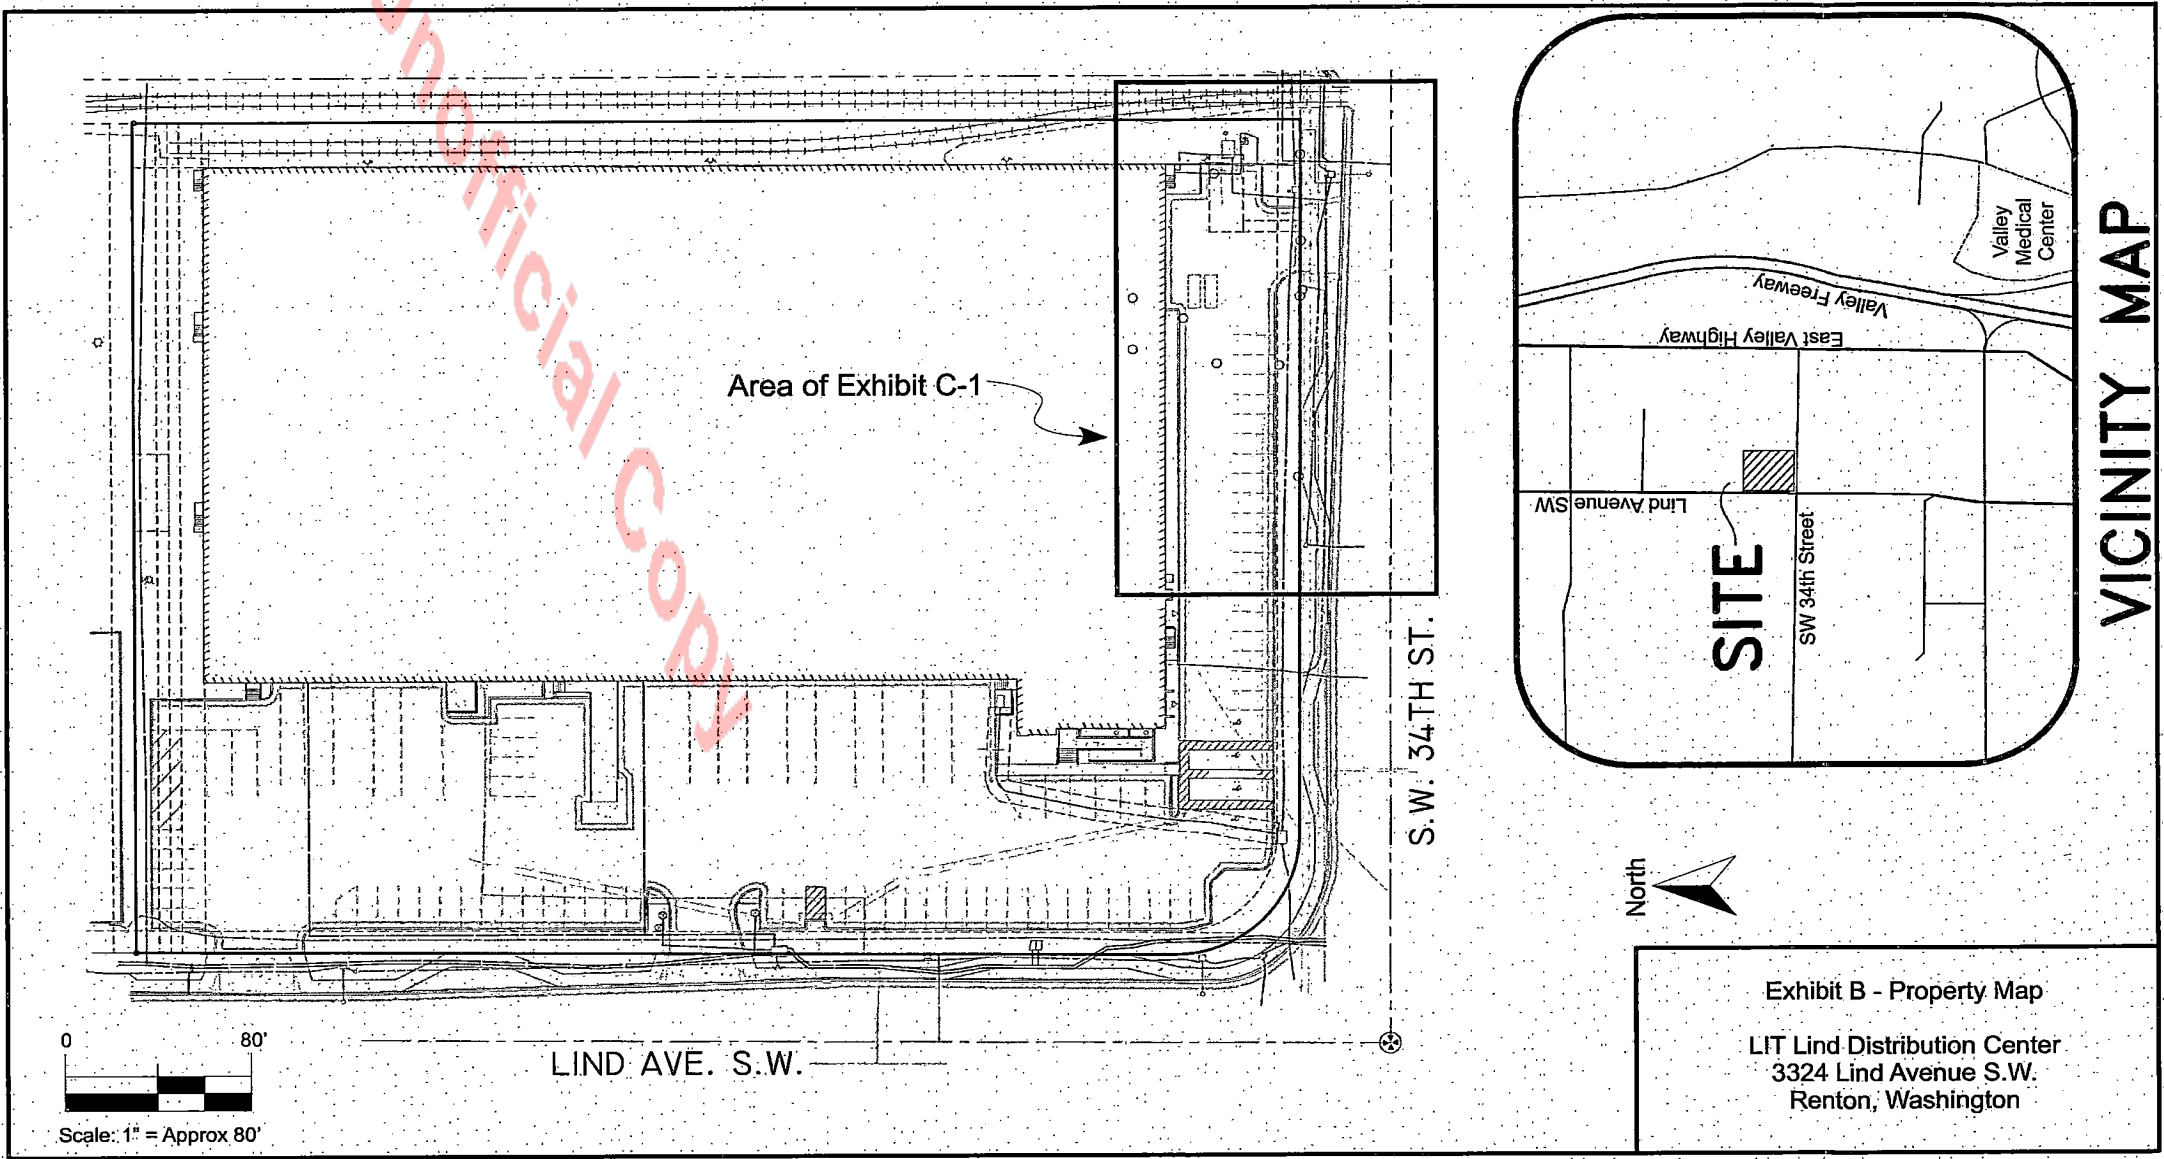 Unofficial Copy
Area of Exhibit C-1
S.W. 34TH ST.
LIND AVE. S.W.
0 80'
Scale: 1" = Approx 80'
Valley
Medical
Center
Valley Freeway
East Valley Highway
Lind Avenue SW
SITE
SW 34th Street
VICINITY MAP
North
Exhibit B - Property Map
LIT Lind Distribution Center
3324 Lind Avenue S.W.
Renton, Washington